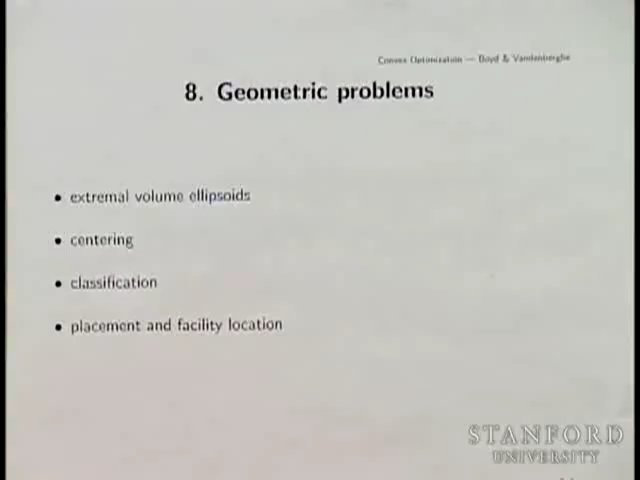 Convex Optimization — Boyd & Vandenberghe
8. Geometric problems
• extremal volume ellipsoids
• centering
• classification
• placement and facility location
STANFORD
UNIVERSITY